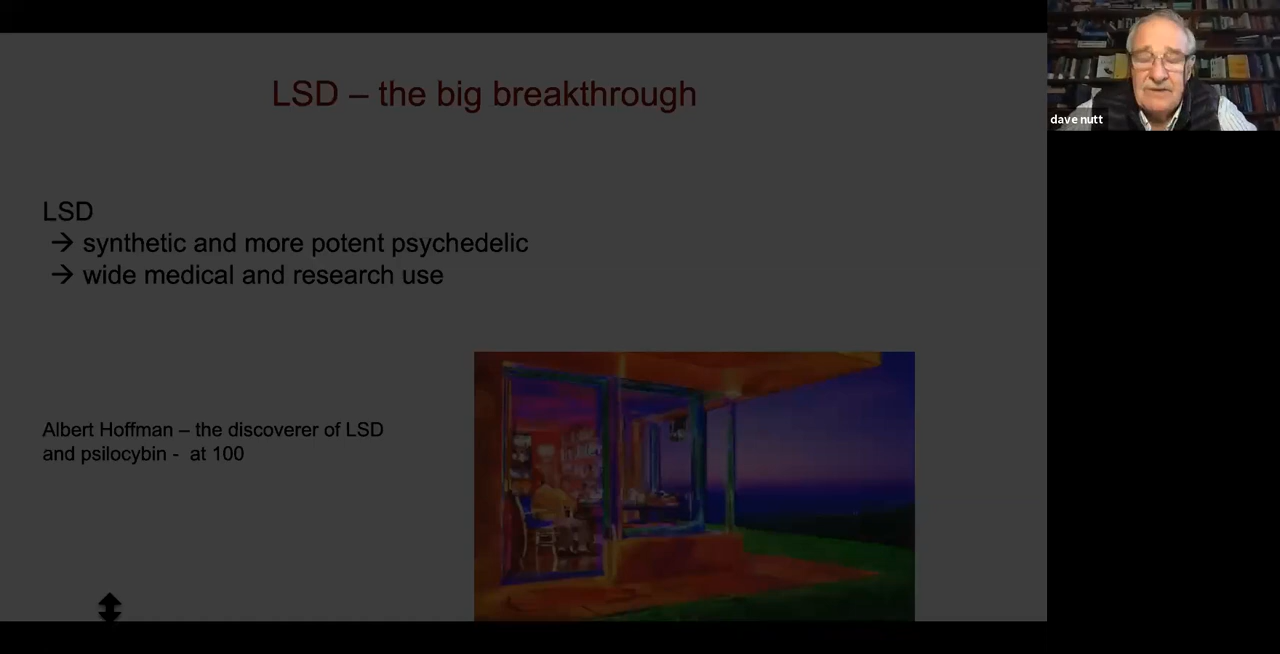 LSD – the big breakthrough
LSD
→ synthetic and more potent psychedelic
→ wide medical and research use
Albert Hoffman – the discoverer of LSD
and psilocybin - at 100
dave nutt